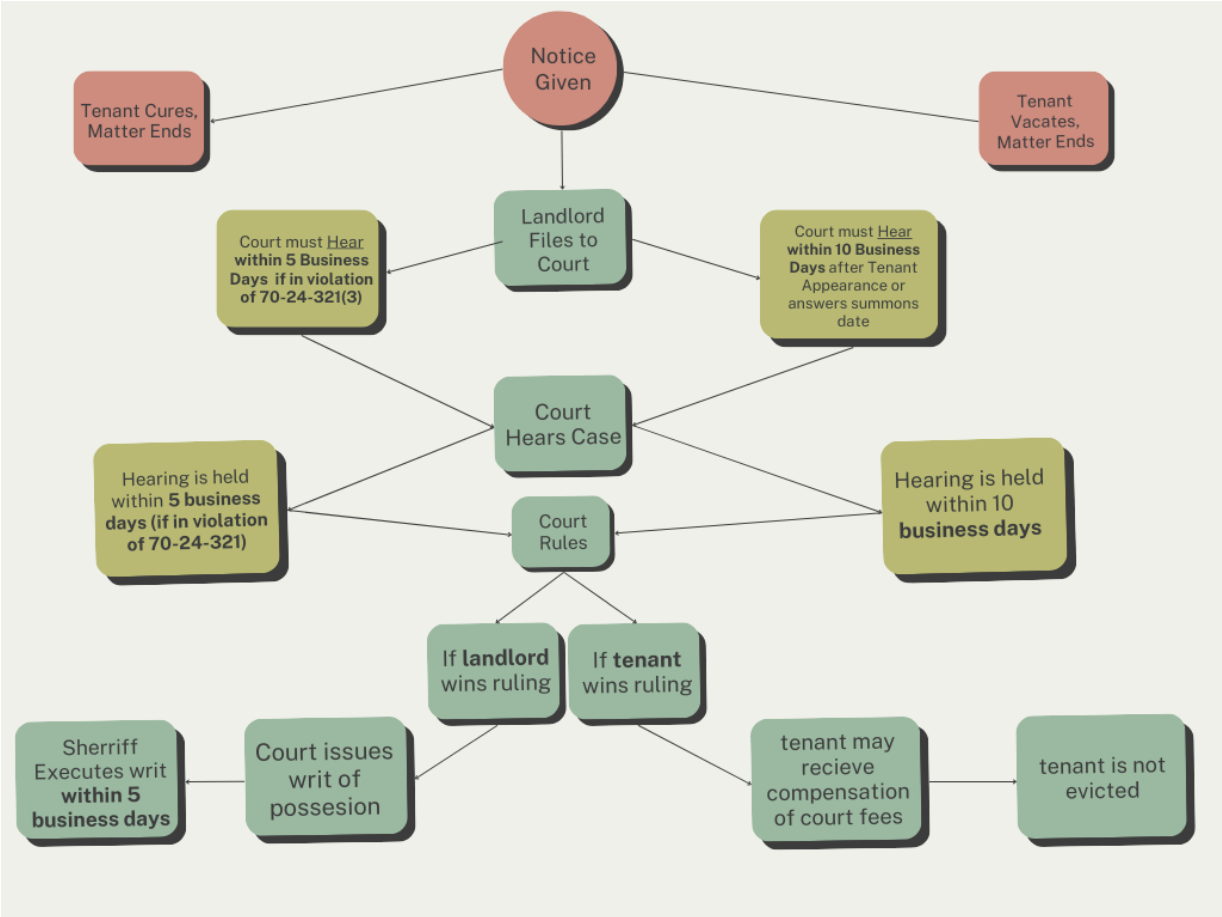 Notice
Given
Tenant Cures,
Matter Ends
Tenant
Vacates,
Matter Ends
Landlord
Files to
Court
Court must Hear
within 5 Business
Days if in violation
of 70-24-321(3)
Court must Hear
within 10 Business
Days after Tenant
Appearance or
answers summons
date
Court
Hears Case
Hearing is held
within 5 business
days (if in violation
of 70-24-321)
Hearing is held
within 10
business days
Court
Rules
If landlord
wins ruling
If tenant
wins ruling
Sherriff
Executes writ
within 5
business days
Court issues
writ of
possesion
tenant may
recieve
compensation
of court fees
tenant is not
evicted